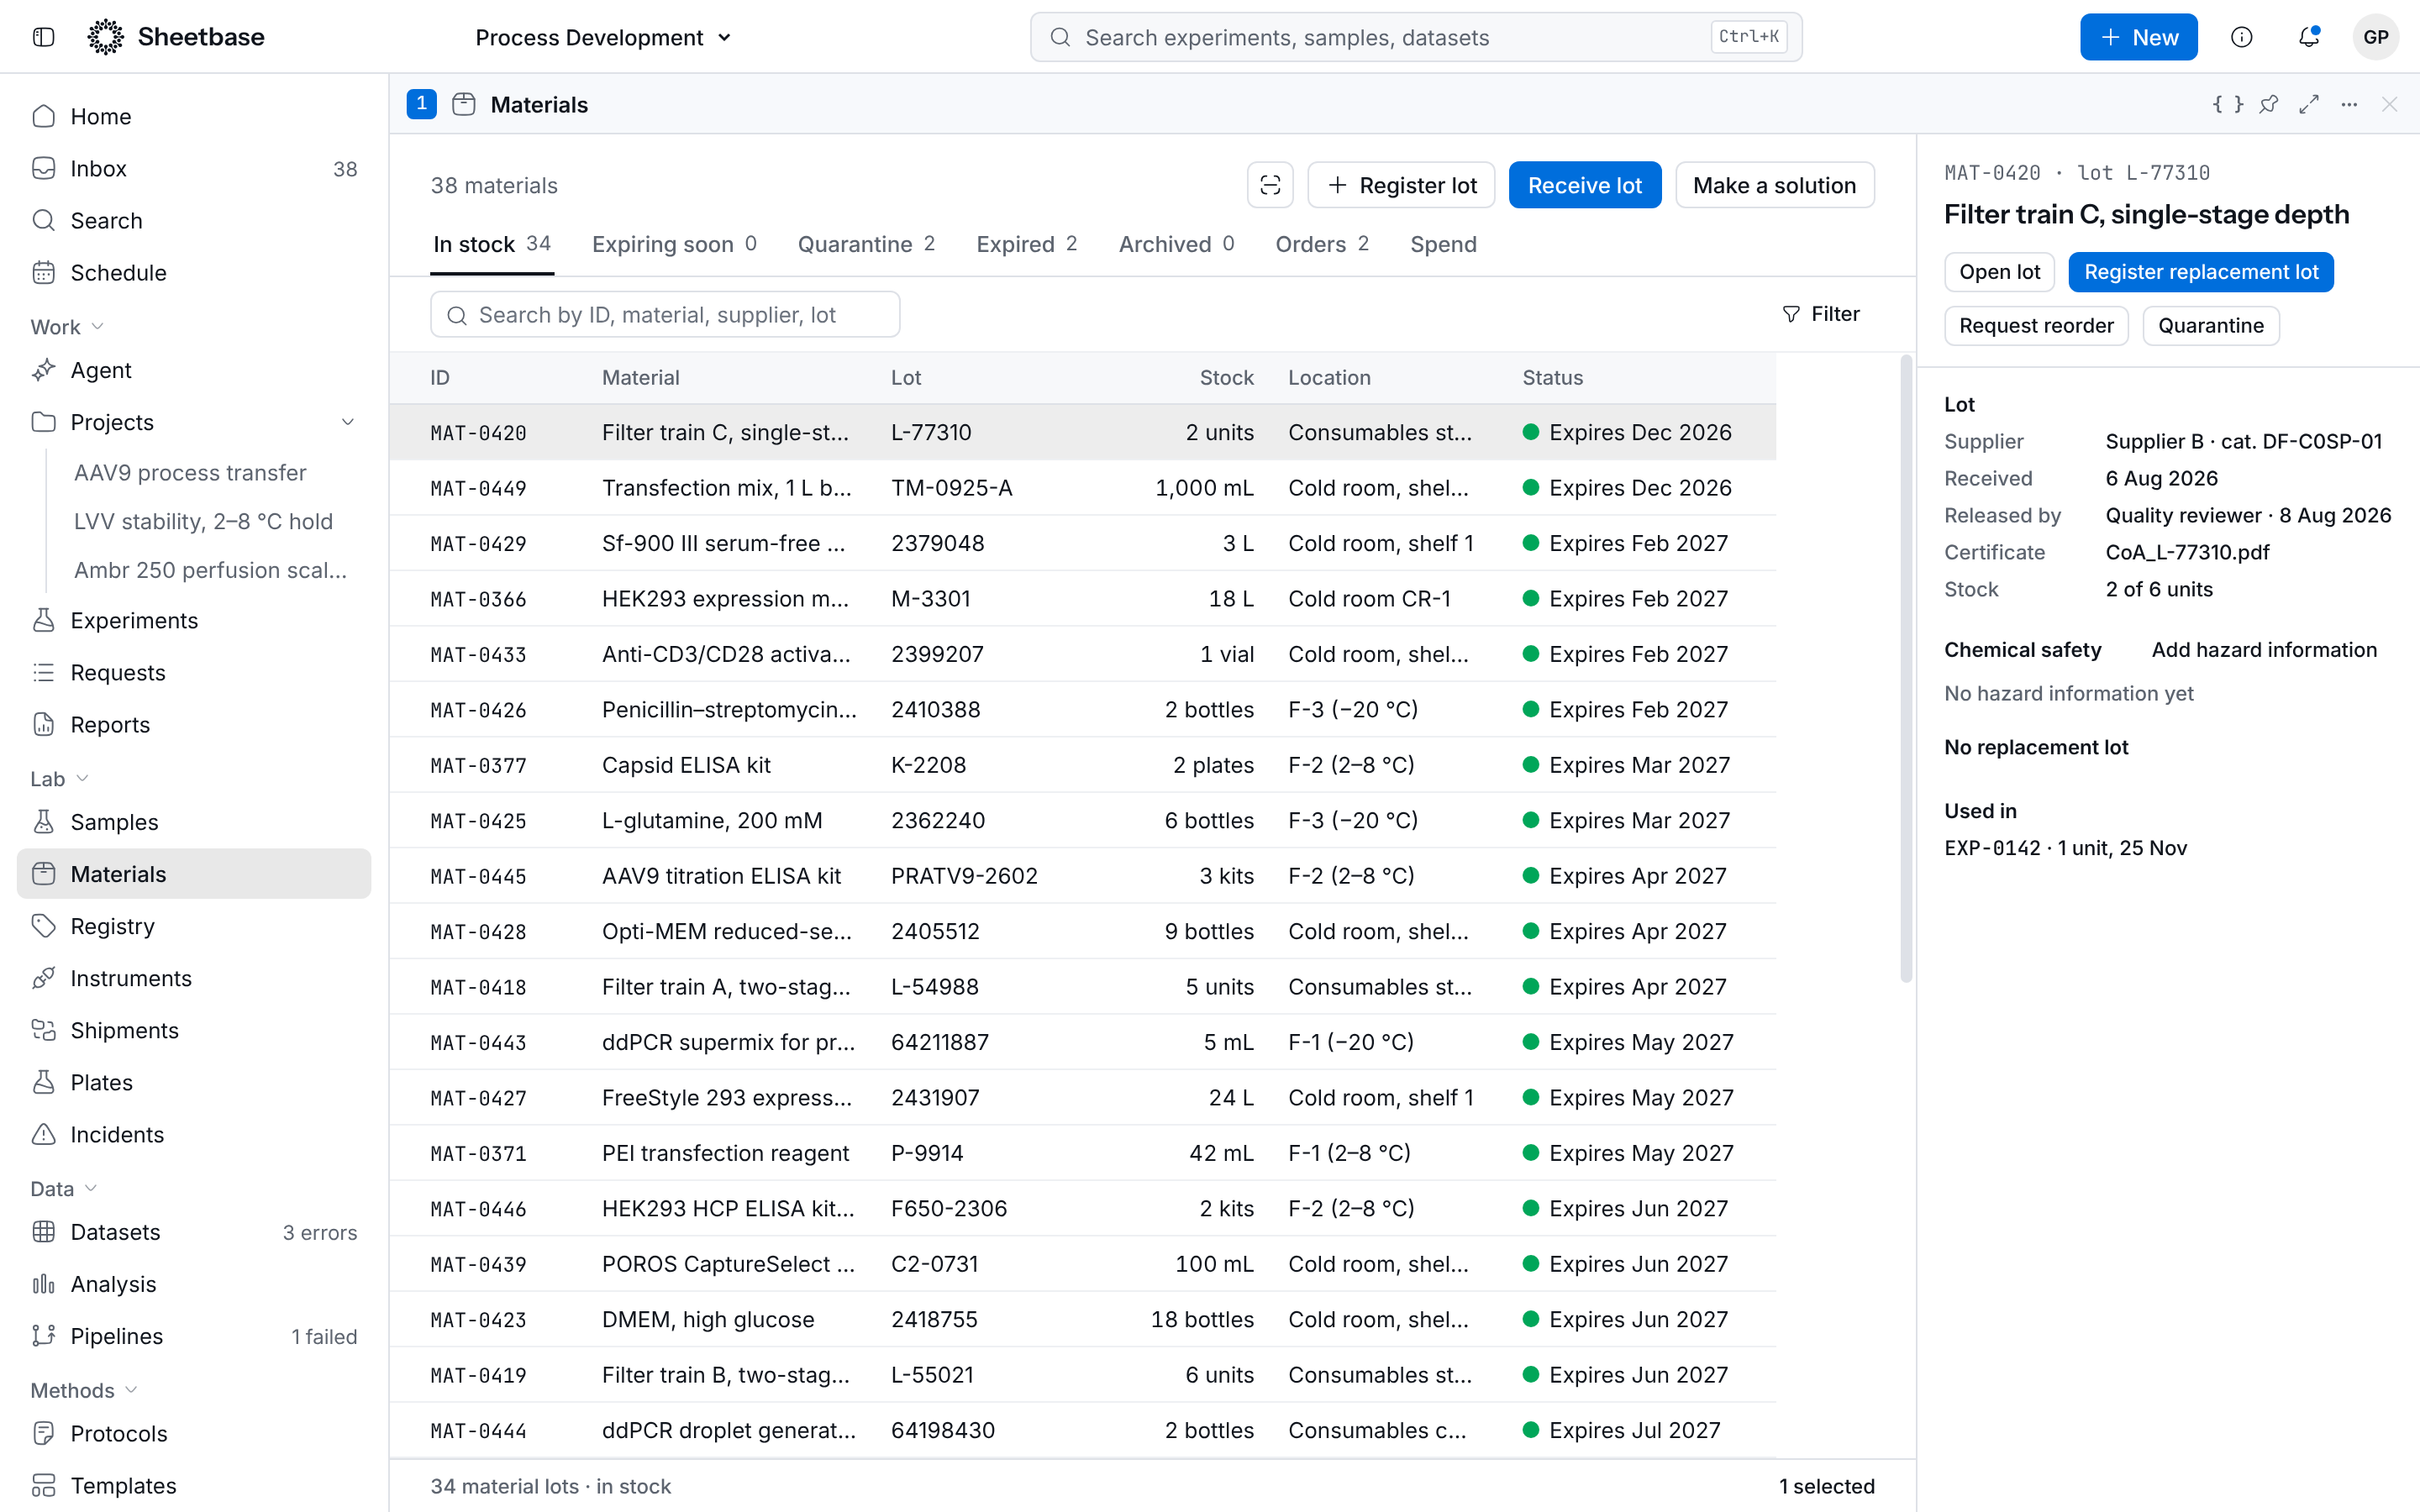 Sheetbase
Process Development
Search experiments, samples, datasets
Ctrl+K
New
GP
Home
Inbox 38
Search
Schedule
Work
Agent
Projects
AAV9 process transfer
LVV stability, 2–8 °C hold
Ambr 250 perfusion scal...
Experiments
Requests
Reports
Lab
Samples
Materials
Registry
Instruments
Shipments
Plates
Incidents
Data
Datasets 3 errors
Analysis
Pipelines 1 failed
Methods
Protocols
Templates
1 Materials
38 materials
Register lot
Receive lot
Make a solution
In stock 34 Expiring soon 0 Quarantine 2 Expired 2 Archived 0 Orders 2 Spend
Search by ID, material, supplier, lot
Filter
ID Material Lot Stock Location Status
MAT-0420 Filter train C, single-st... L-77310 2 units Consumables st... Expires Dec 2026
MAT-0449 Transfection mix, 1 L b... TM-0925-A 1,000 mL Cold room, shel... Expires Dec 2026
MAT-0429 Sf-900 III serum-free ... 2379048 3 L Cold room, shelf 1 Expires Feb 2027
MAT-0366 HEK293 expression m... M-3301 18 L Cold room CR-1 Expires Feb 2027
MAT-0433 Anti-CD3/CD28 activa... 2399207 1 vial Cold room, shel... Expires Feb 2027
MAT-0426 Penicillin–streptomycin... 2410388 2 bottles F-3 (−20 °C) Expires Feb 2027
MAT-0377 Capsid ELISA kit K-2208 2 plates F-2 (2–8 °C) Expires Mar 2027
MAT-0425 L-glutamine, 200 mM 2362240 6 bottles F-3 (−20 °C) Expires Mar 2027
MAT-0445 AAV9 titration ELISA kit PRATV9-2602 3 kits F-2 (2–8 °C) Expires Apr 2027
MAT-0428 Opti-MEM reduced-se... 2405512 9 bottles Cold room, shel... Expires Apr 2027
MAT-0418 Filter train A, two-stag... L-54988 5 units Consumables st... Expires Apr 2027
MAT-0443 ddPCR supermix for pr... 64211887 5 mL F-1 (−20 °C) Expires May 2027
MAT-0427 FreeStyle 293 express... 2431907 24 L Cold room, shelf 1 Expires May 2027
MAT-0371 PEI transfection reagent P-9914 42 mL F-1 (2–8 °C) Expires May 2027
MAT-0446 HEK293 HCP ELISA kit... F650-2306 2 kits F-2 (2–8 °C) Expires Jun 2027
MAT-0439 POROS CaptureSelect ... C2-0731 100 mL Cold room, shel... Expires Jun 2027
MAT-0423 DMEM, high glucose 2418755 18 bottles Cold room, shel... Expires Jun 2027
MAT-0419 Filter train B, two-stag... L-55021 6 units Consumables st... Expires Jun 2027
MAT-0444 ddPCR droplet generat... 64198430 2 bottles Consumables c... Expires Jul 2027
34 material lots · in stock
1 selected
MAT-0420 · lot L-77310
Filter train C, single-stage depth
Open lot
Register replacement lot
Request reorder
Quarantine
Lot
Supplier Supplier B · cat. DF-C0SP-01
Received 6 Aug 2026
Released by Quality reviewer · 8 Aug 2026
Certificate CoA_L-77310.pdf
Stock 2 of 6 units
Chemical safety Add hazard information
No hazard information yet
No replacement lot
Used in
EXP-0142 · 1 unit, 25 Nov